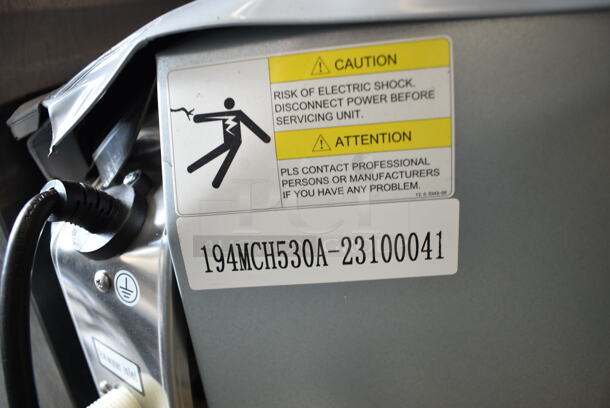 ⚠ CAUTION
RISK OF ELECTRIC SHOCK.
DISCONNECT POWER BEFORE
SERVICING UNIT.
⚠ ATTENTION
PLS CONTACT PROFESSIONAL
PERSONS OR MANUFACTURERS
IF YOU HAVE ANY PROBLEM.
PCI
194MCH530A-23100041